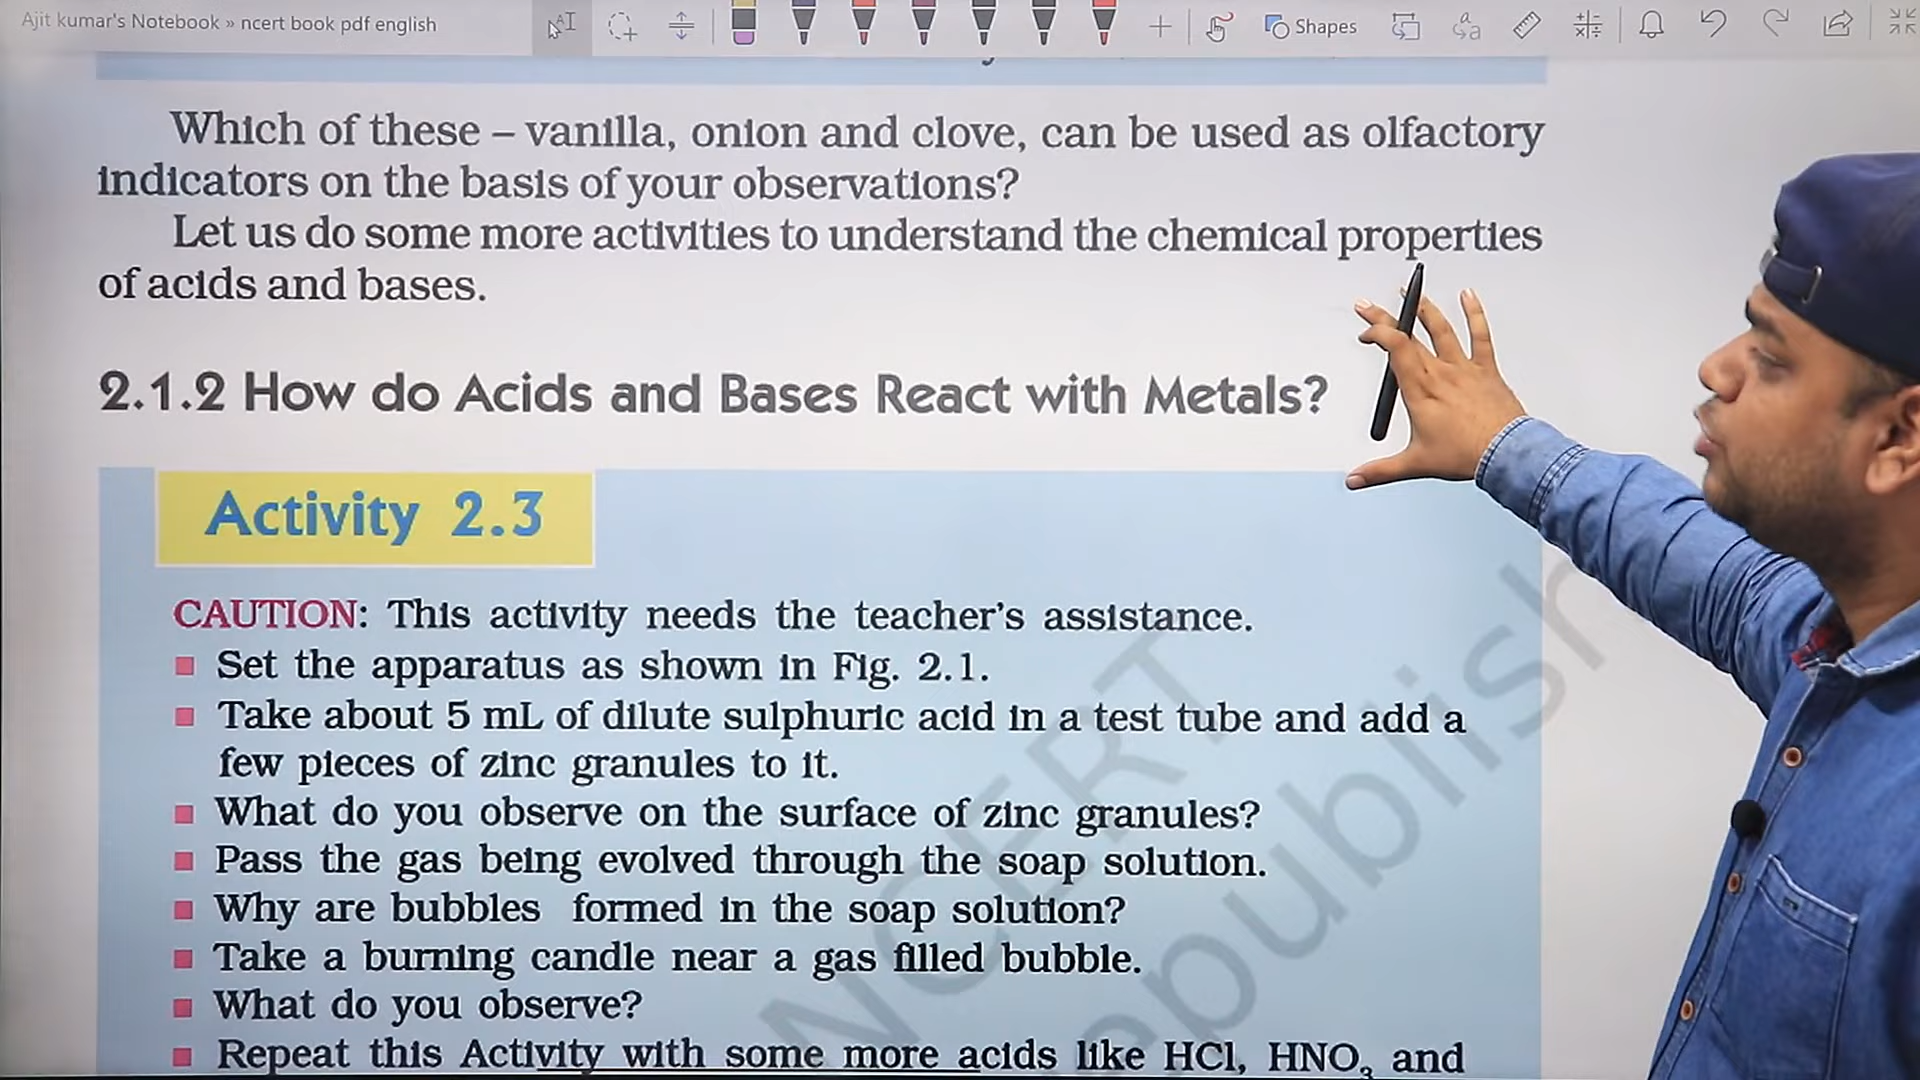 Ajit kumar's Notebook » ncert book pdf english
Shapes
Which of these – vanilla, onion and clove, can be used as olfactory
indicators on the basis of your observations?
Let us do some more activities to understand the chemical properties
of acids and bases.
2.1.2 How do Acids and Bases React with Metals?
Activity 2.3
CAUTION: This activity needs the teacher's assistance.
Set the apparatus as shown in Fig. 2.1.
Take about 5 mL of dilute sulphuric acid in a test tube and add a
few pieces of zinc granules to it.
What do you observe on the surface of zinc granules?
Pass the gas being evolved through the soap solution.
Why are bubbles formed in the soap solution?
Take a burning candle near a gas filled bubble.
What do you observe?
Repeat this Activity with some more acids like HCl, HNO₃ and
NCERT